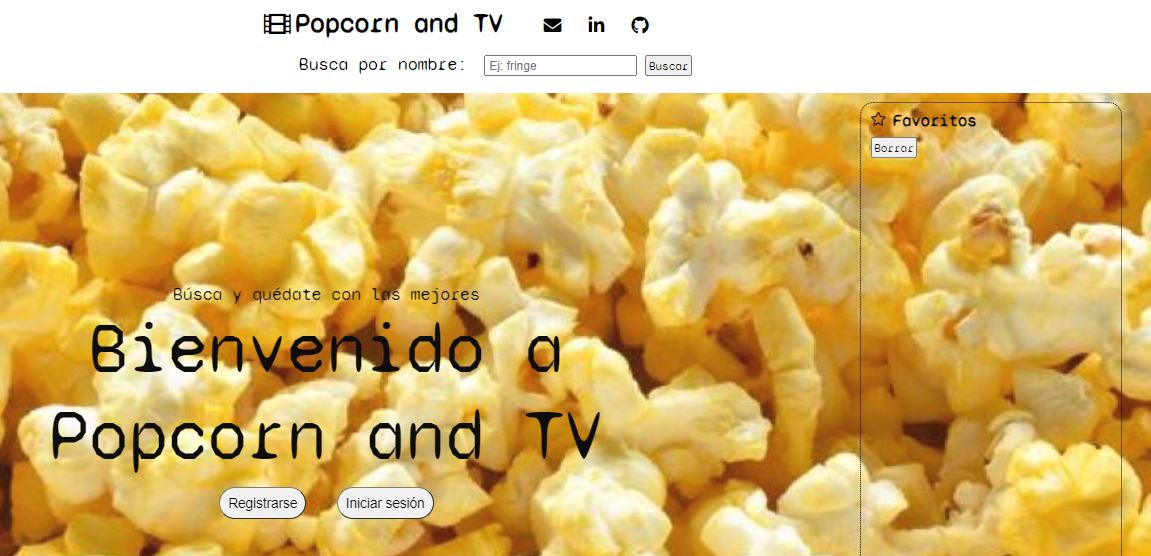 Popcorn and TV
Busca por nombre:
Ej: fringe
Buscar
Favoritos
Borrar
Búsca y quédate con las mejores
Bienvenido a
Popcorn and TV
Registrarse
Iniciar sesión